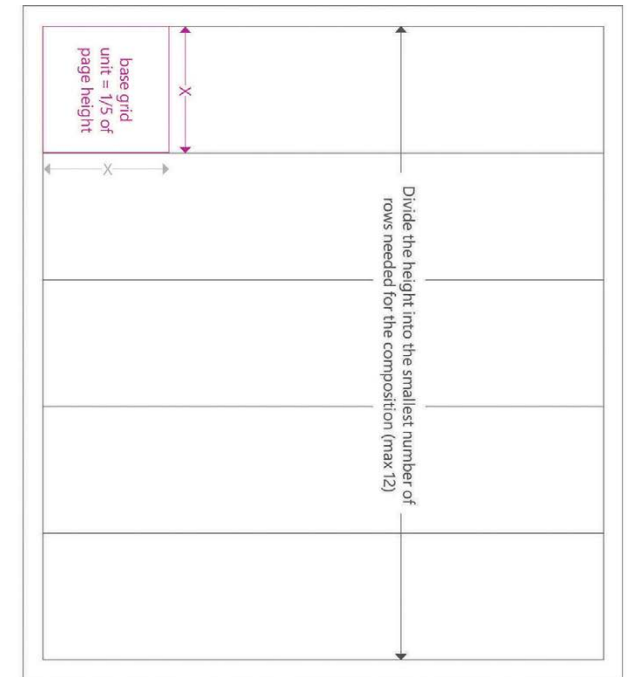 base grid
unit = 1/5 of
page height
X
X
Divide the height into the smallest number of
rows needed for the composition (max 12)